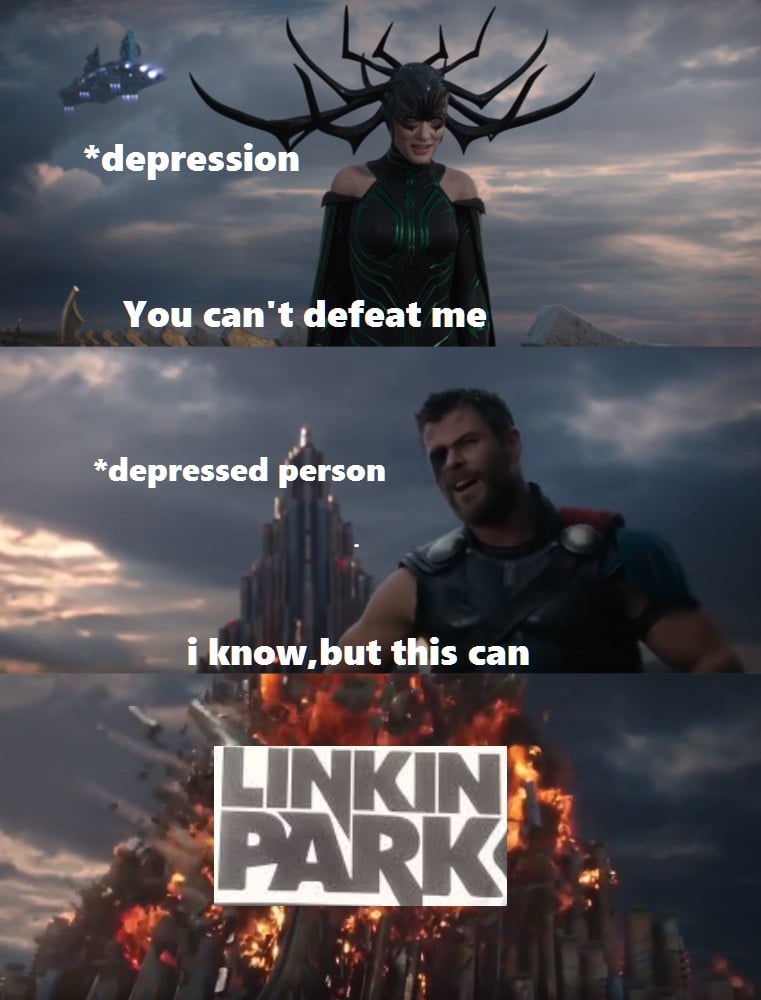 *depression
You can't defeat me
*depressed person
i know,but this can
LINKIN
PARK